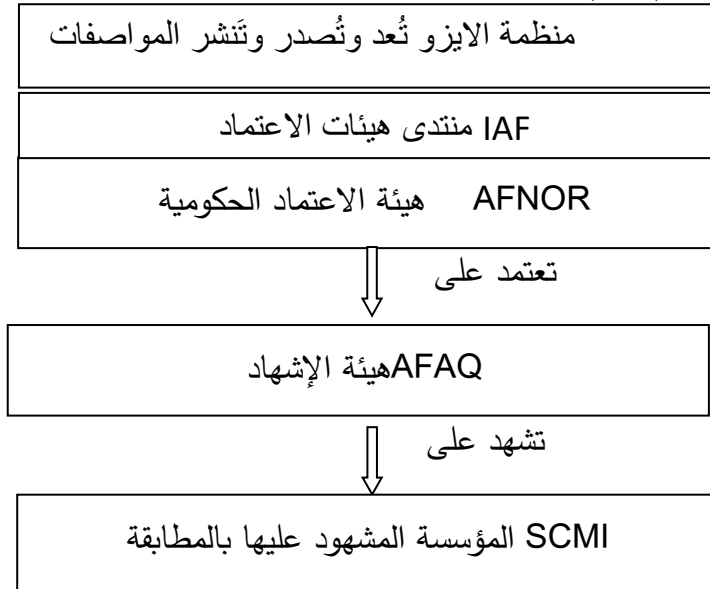 منظمة الايزو تُعد وتُصدر وتَنشر المواصفات
IAF منتدى هيئات الاعتماد
AFNOR هيئة الاعتماد الحكومية
تعتمد على
AFAQهيئة الإشهاد
تشهد على
SCMI المؤسسة المشهود عليها بالمطابقة